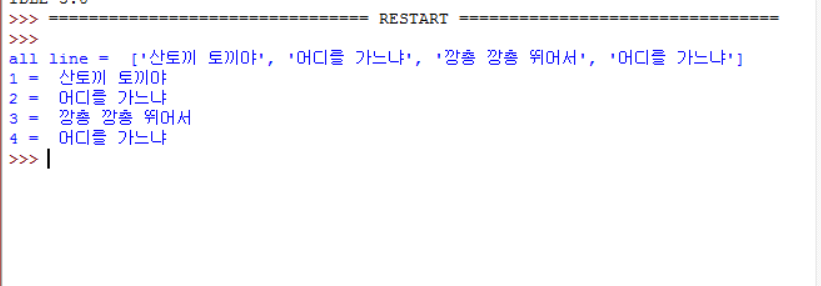 >>> ================================ RESTART ================================
>>>
all line =  ['산토끼 토끼야', '어디를 가느냐', '깡총 깡총 뛰어서', '어디를 가느냐']
1 =  산토끼 토끼야
2 =  어디를 가느냐
3 =  깡총 깡총 뛰어서
4 =  어디를 가느냐
>>>